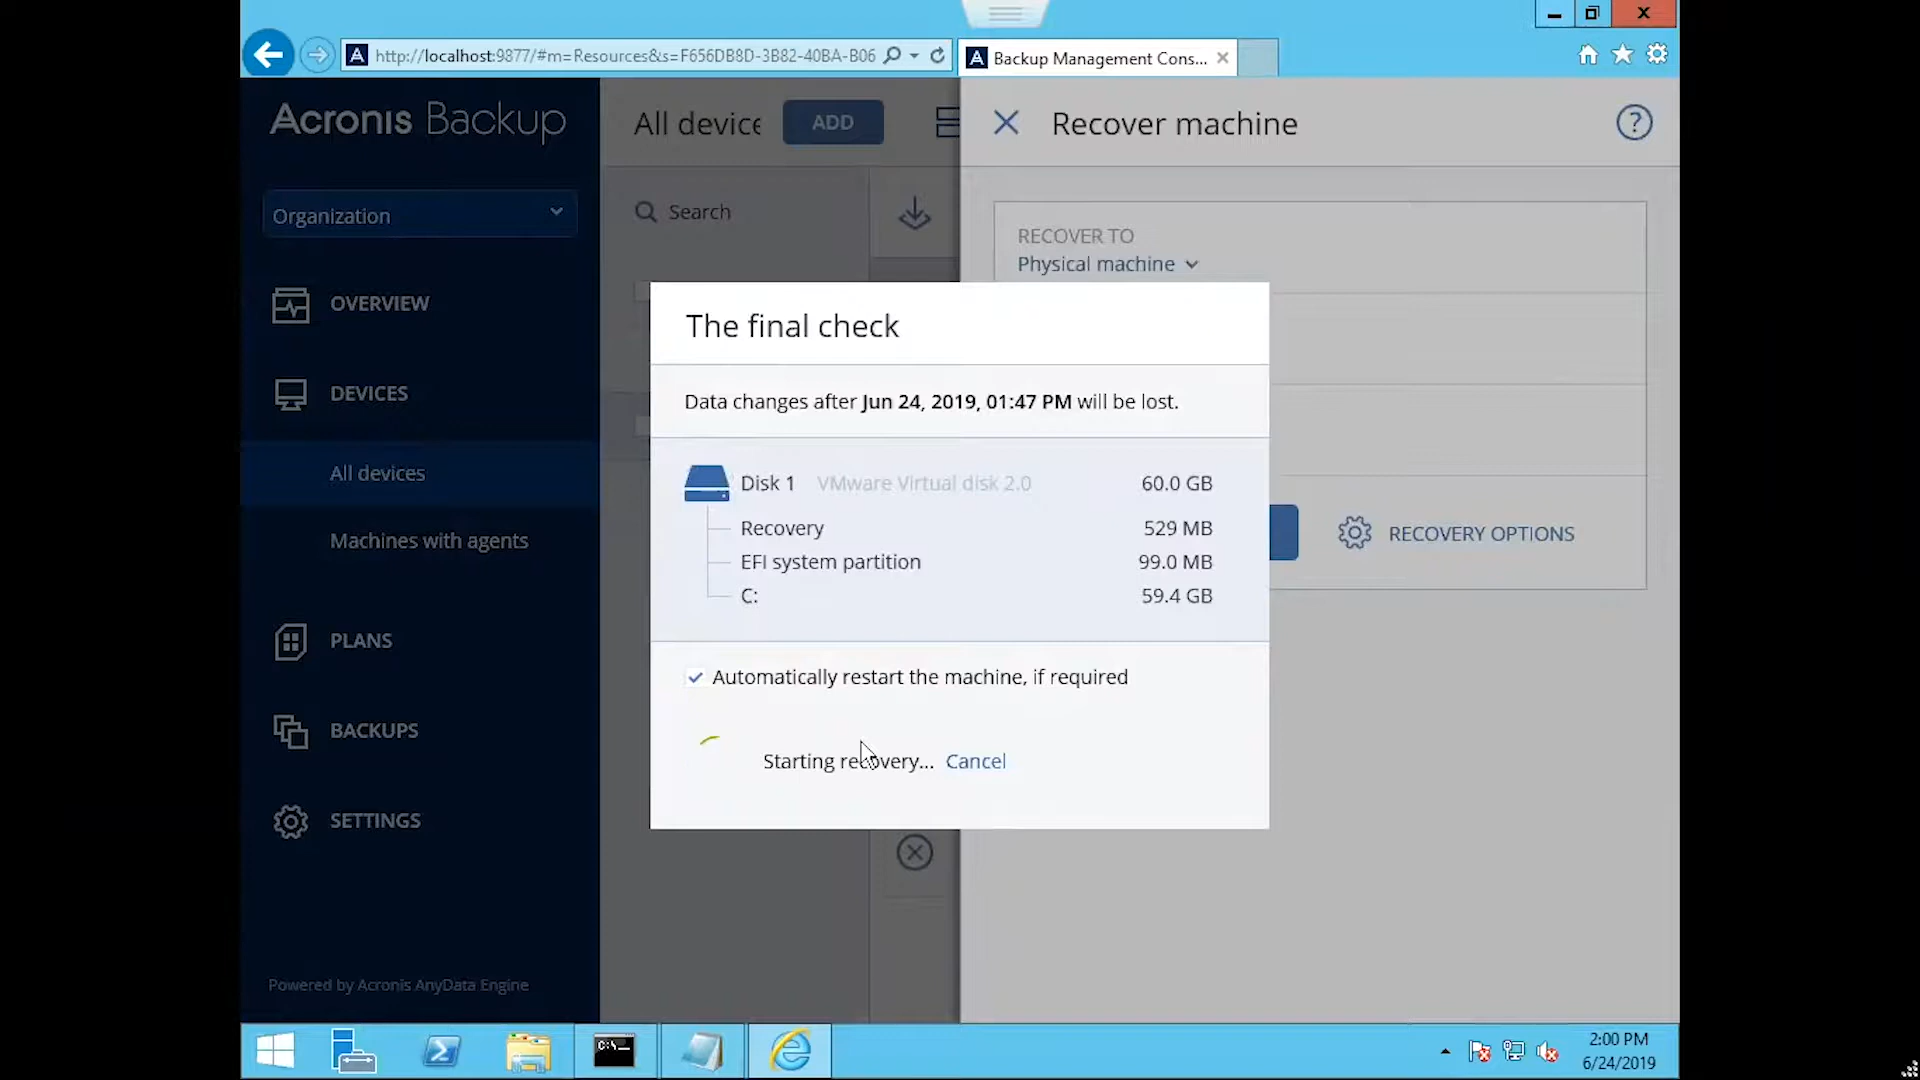 http://localhost:9877/#m=Resources&s=F656DB8D-3B82-40BA-B06
Backup Management Cons...
Acronis Backup
All device
ADD
Recover machine
Organization
Search
RECOVER TO
Physical machine
OVERVIEW
The final check
DEVICES
Data changes after Jun 24, 2019, 01:47 PM will be lost.
All devices
Disk 1 VMware Virtual disk 2.0 60.0 GB
Machines with agents
Recovery 529 MB
RECOVERY OPTIONS
EFI system partition 99.0 MB
C: 59.4 GB
PLANS
Automatically restart the machine, if required
BACKUPS
Starting recovery... Cancel
SETTINGS
Powered by Acronis AnyData Engine
C:\_
2:00 PM
6/24/2019